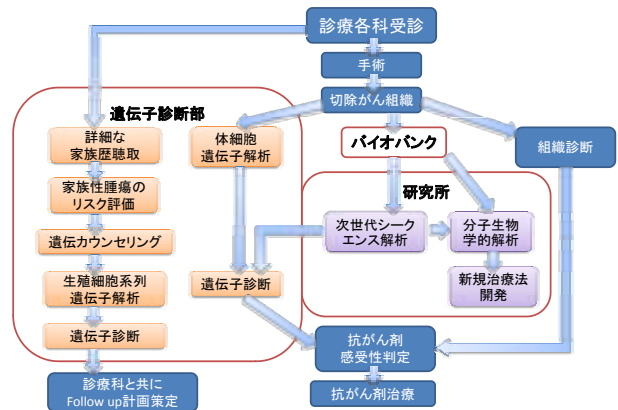 診療各科受診
手術
切除がん組織
遺伝子診断部
詳細な
家族歴聴取
家族性腫瘍の
リスク評価
遺伝カウンセリング
生殖細胞系列
遺伝子解析
遺伝子診断
診療科と共に
Follow up計画策定
体細胞
遺伝子解析
遺伝子診断
バイオバンク
研究所
次世代シーク
エンス解析
分子生物
学的解析
新規治療法
開発
組織診断
抗がん剤
感受性判定
抗がん剤治療